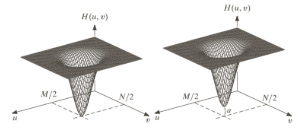 H(u, v)
H(u, v)
M/2
N/2
M/2
N/2
a
u
v
u
v